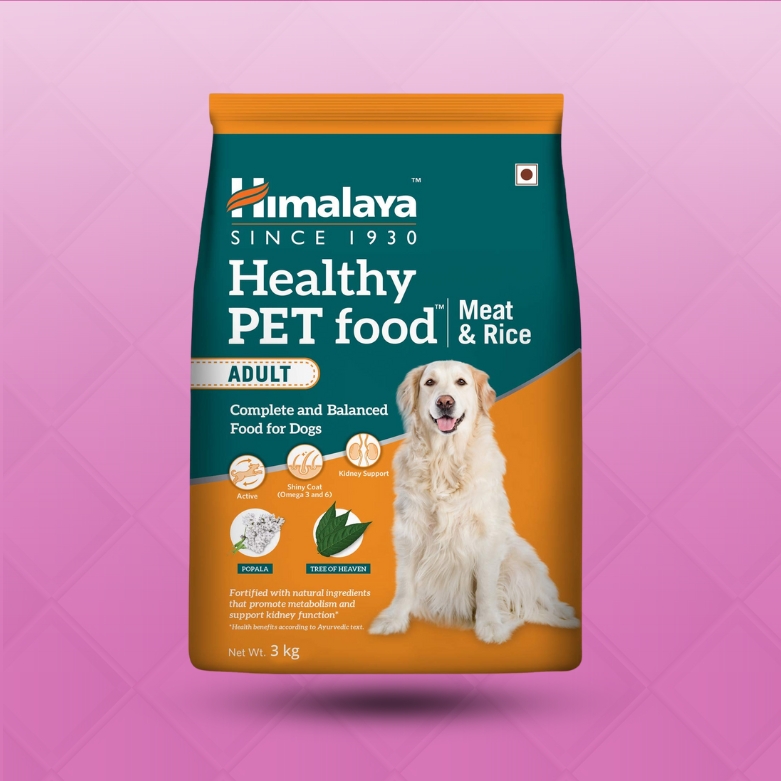 Himalaya™
SINCE 1930
Healthy
PET food™
Meat
& Rice
ADULT
Complete and Balanced
Food for Dogs
Active
Shiny Coat
(Omega 3 and 6)
Kidney Support
POPALA
TREE OF HEAVEN
Fortified with natural ingredients
that promote metabolism and
support kidney function*
*Health benefits according to Ayurvedic text.
Net Wt. 3 kg